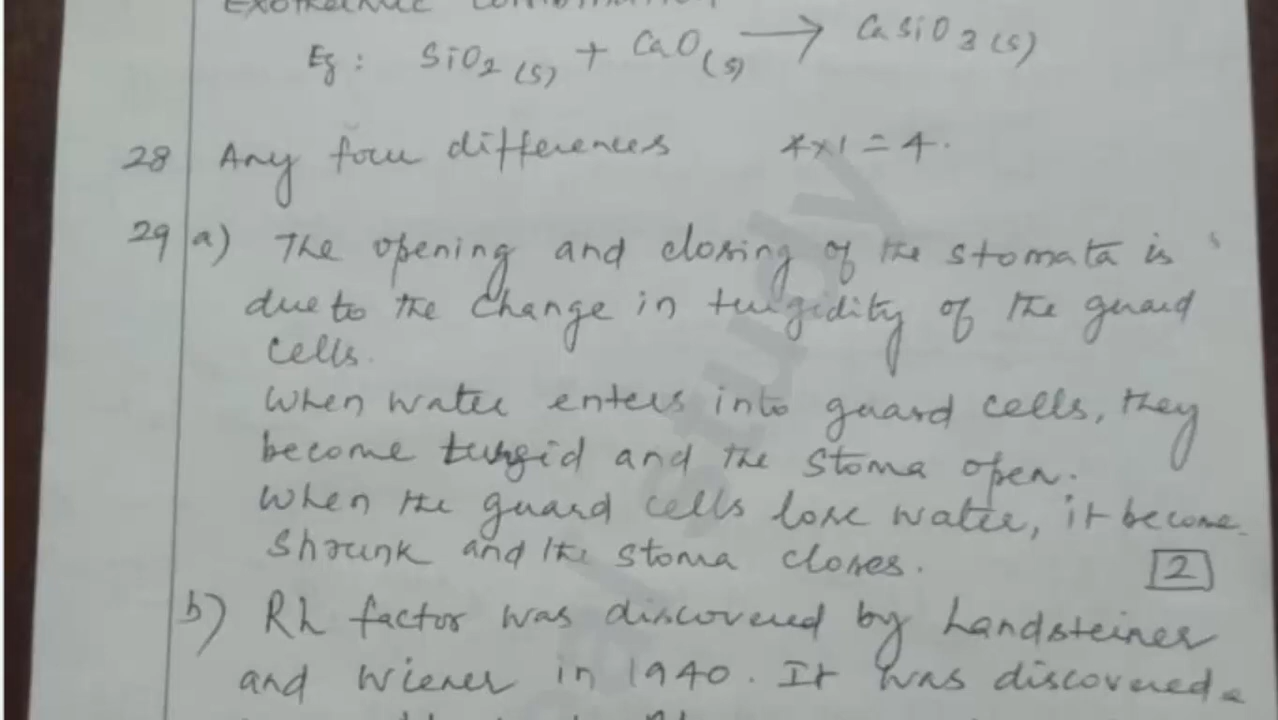 Exothermic Combination
Eg : SiO2 (s) + CaO(s) → CaSiO3 (s)
28 Any four differences 4×1=4.
29 a) The opening and closing of the stomata is
due to the change in turgidity of the guard
cells.
When water enters into guard cells, they
become turgid and the stoma open.
When the guard cells lose water, it become
shrunk and the stoma closes. 2
b) Rh factor was discovered by Landsteiner
and Wiener in 1940. It was discovered
Study